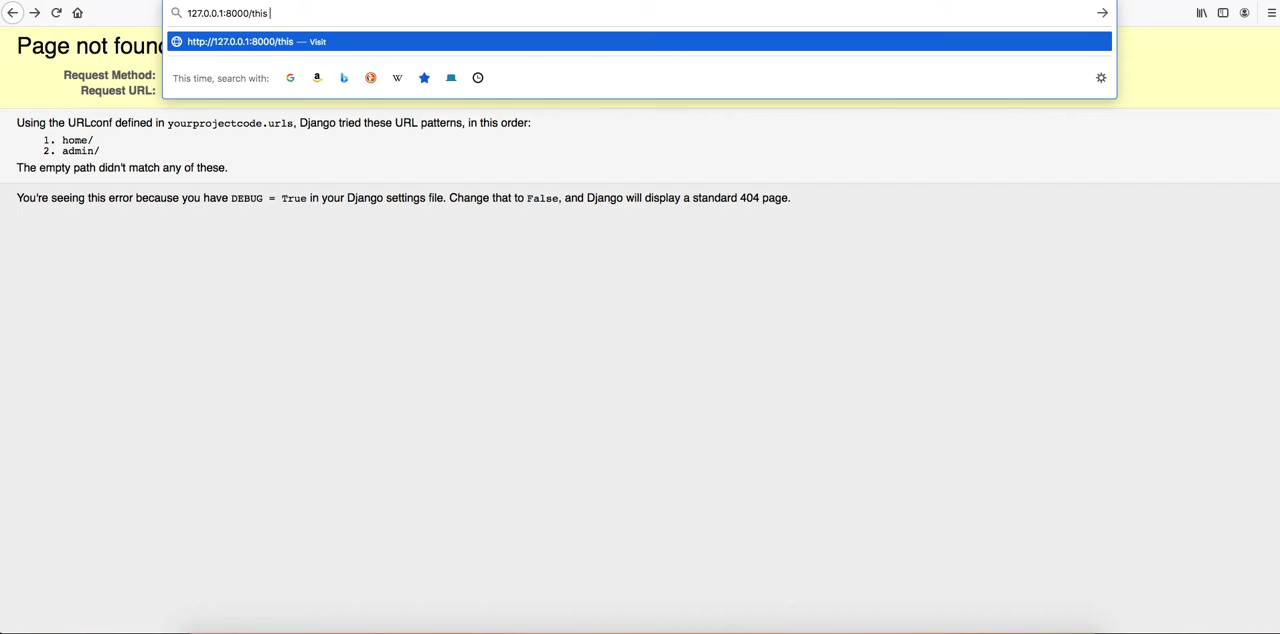 127.0.0.1:8000/this
http://127.0.0.1:8000/this — Visit
This time, search with:
Page not foun
Request Method:
Request URL:
Using the URLconf defined in yourprojectcode.urls, Django tried these URL patterns, in this order:
1. home/
2. admin/
The empty path didn't match any of these.
You're seeing this error because you have DEBUG = True in your Django settings file. Change that to False, and Django will display a standard 404 page.